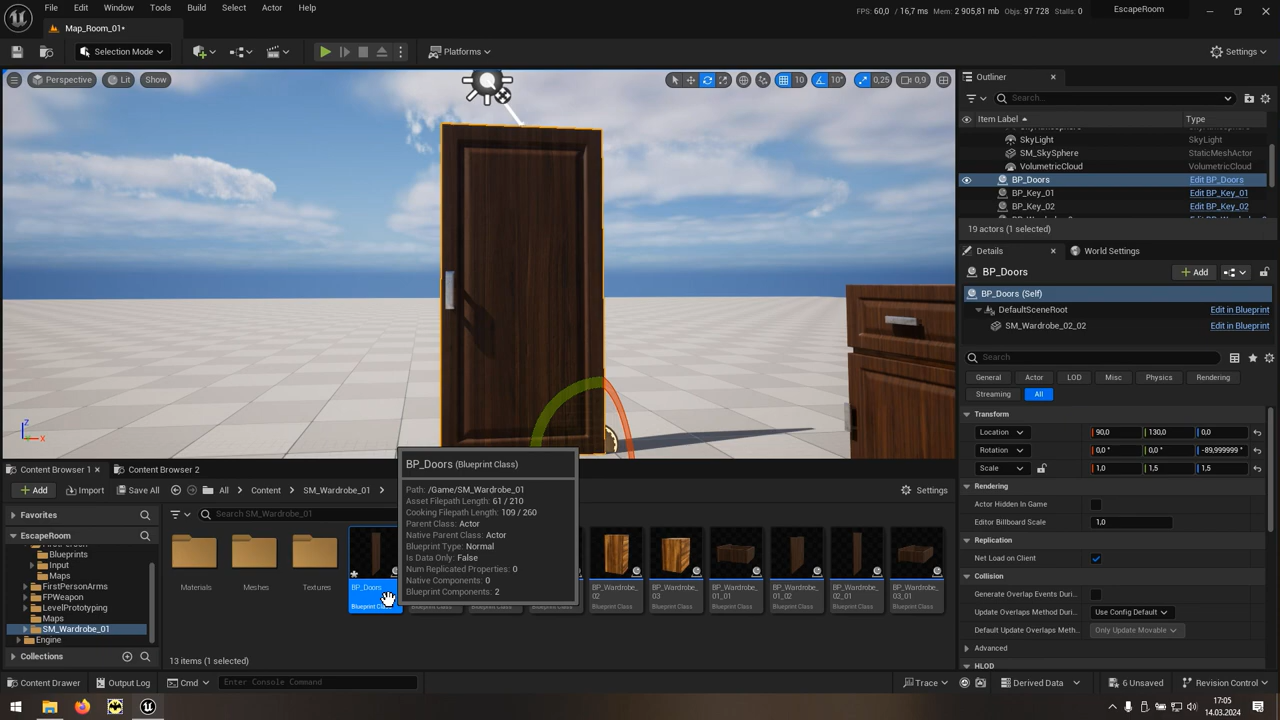 File Edit Window Tools Build Select Actor Help
FPS: 60,0 / 16,7 ms Mem: 2 905,81 mb Objs: 97 728 Stalls: 0
EscapeRoom
Map_Room_01•
Selection Mode
Platforms
Settings
Perspective Lit Show
10 10° 0,25 0,9
Outliner
Search...
Item Label Type
SkyLight SkyLight
SM_SkySphere StaticMeshActor
VolumetricCloud VolumetricCloud
BP_Doors Edit BP_Doors
BP_Key_01 Edit BP_Key_01
BP_Key_02 Edit BP_Key_02
19 actors (1 selected)
Details World Settings
BP_Doors
Add
BP_Doors (Self)
DefaultSceneRoot Edit in Blueprint
SM_Wardrobe_02_02 Edit in Blueprint
Search
General Actor LOD Misc Physics Rendering
Streaming All
Transform
Location 90,0 130,0 0,0
Rotation 0,0 ° 0,0 ° -89,999999 °
Scale 1,0 1,5 1,5
Rendering
Actor Hidden In Game
Editor Billboard Scale 1,0
Replication
Net Load on Client
Collision
Generate Overlap Events Duri...
Update Overlaps Method Duri... Use Config Default
Default Update Overlaps Meth... Only Update Movable
Advanced
HLOD
Z
X
Content Browser 1 Content Browser 2
Add Import Save All All Content SM_Wardrobe_01
Settings
Favorites
EscapeRoom
Blueprints
Input
Maps
FirstPersonArms
FPWeapon
LevelPrototyping
Maps
SM_Wardrobe_01
Engine
Collections
Search SM_Wardrobe_01
Materials Meshes Textures
BP_Doors
Blueprint Class
BP_Wardrobe_02
Blueprint Class
BP_Wardrobe_03
Blueprint Class
BP_Wardrobe_01_01
Blueprint Class
BP_Wardrobe_01_02
Blueprint Class
BP_Wardrobe_02_01
Blueprint Class
BP_Wardrobe_03_01
Blueprint Class
BP_Doors (Blueprint Class)
Path: /Game/SM_Wardrobe_01
Asset Filepath Length: 61 / 210
Cooking Filepath Length: 109 / 260
Parent Class: Actor
Native Parent Class: Actor
Blueprint Type: Normal
Is Data Only: False
Num Replicated Properties: 0
Native Components: 0
Blueprint Components: 2
13 items (1 selected)
Content Drawer Output Log Cmd Enter Console Command
Trace Derived Data 6 Unsaved Revision Control
17:05
14.03.2024